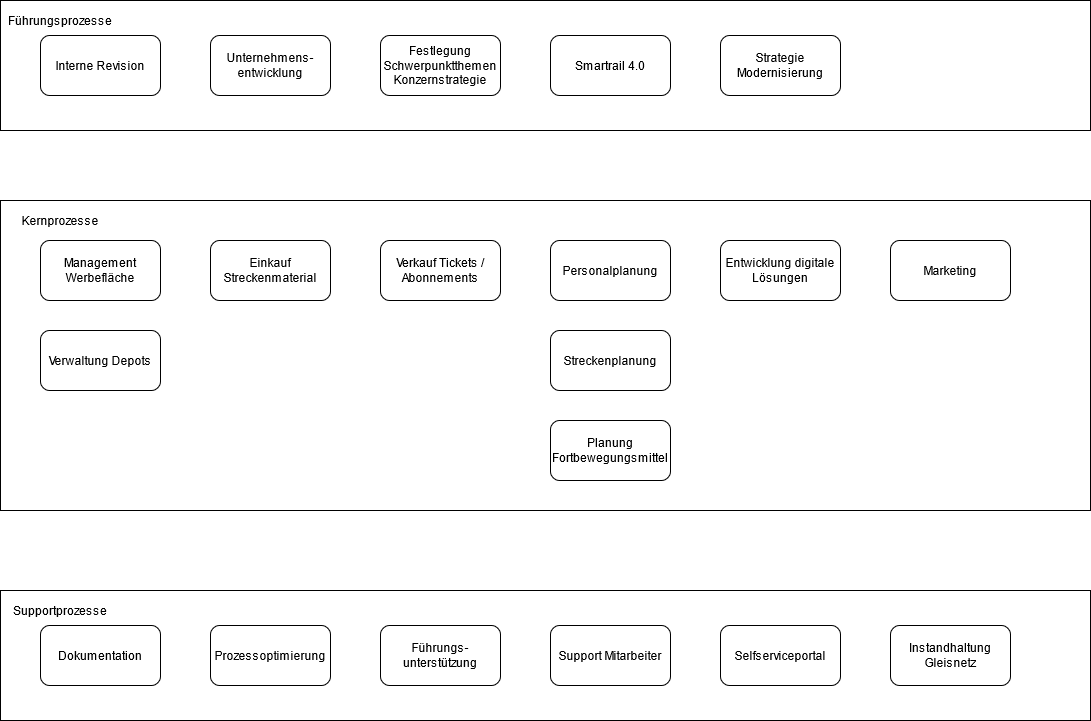 Führungsprozesse
Interne Revision
Unternehmens-
entwicklung
Festlegung
Schwerpunktthemen
Konzernstrategie
Smartrail 4.0
Strategie
Modernisierung
Kernprozesse
Management
Werbefläche
Einkauf
Streckenmaterial
Verkauf Tickets /
Abonnements
Personalplanung
Entwicklung digitale
Lösungen
Marketing
Verwaltung Depots
Streckenplanung
Planung
Fortbewegungsmittel
Supportprozesse
Dokumentation
Prozessoptimierung
Führungs-
unterstützung
Support Mitarbeiter
Selfserviceportal
Instandhaltung
Gleisnetz